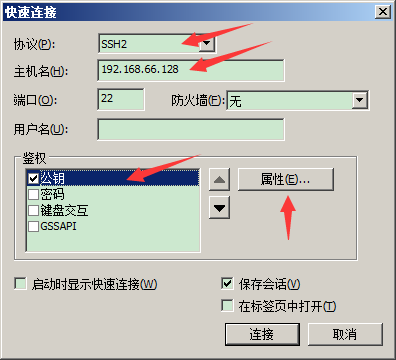 快速连接
协议(P): SSH2
主机名(H): 192.168.66.128
端口(O): 22 防火墙(F): 无
用户名(U):
鉴权
公钥
密码
键盘交互
GSSAPI
属性(E)...
启动时显示快速连接(W) 保存会话(V)
在标签页中打开(T)
连接 取消